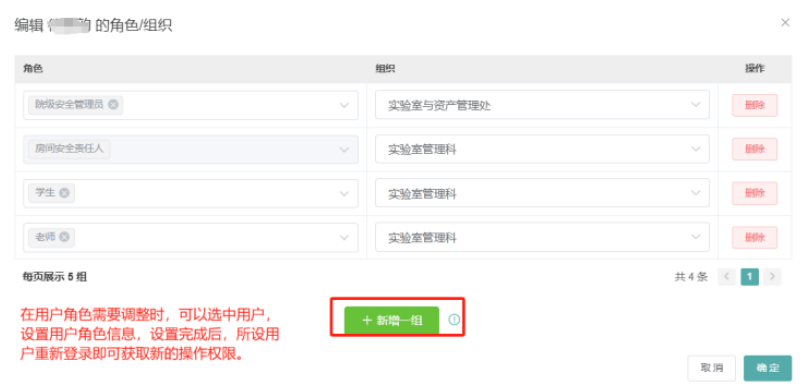 编辑 的角色/组织
角色 组织 操作
院级安全管理员 实验室与资产管理处 删除
房间安全责任人 实验室管理科 删除
学生 实验室管理科 删除
老师 实验室管理科 删除
每页展示 5 组 共 4 条 1
在用户角色需要调整时，可以选中用户，
设置用户角色信息，设置完成后，所设用
户重新登录即可获取新的操作权限。
+ 新增一组
取消 确定